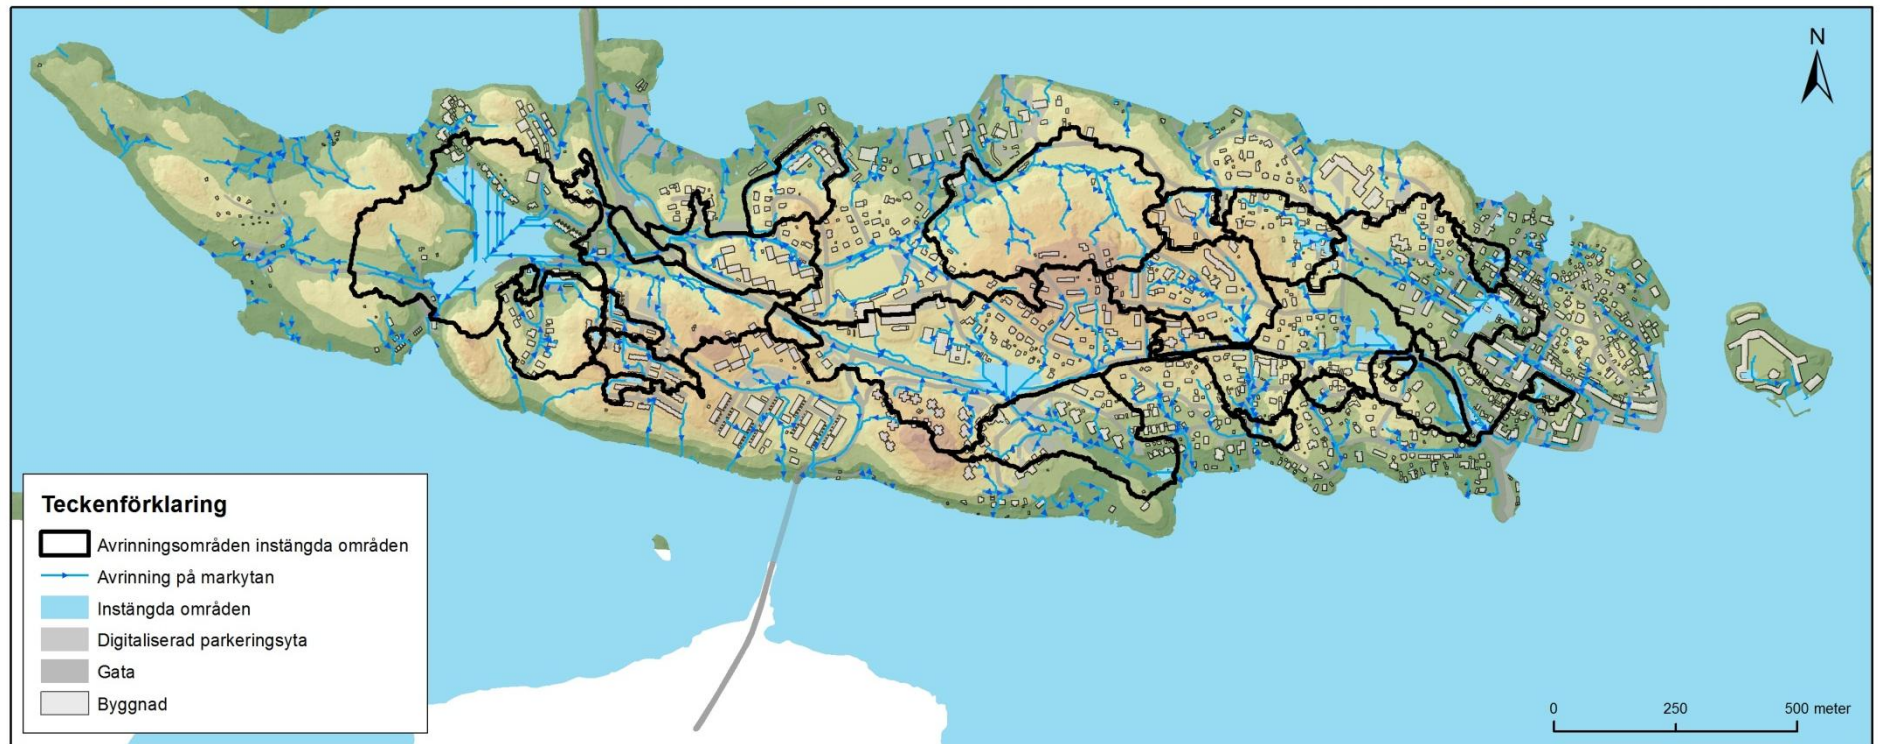 N
Teckenförklaring
Avrinningsområden instängda områden
Avrinning på markytan
Instängda områden
Digitaliserad parkeringsyta
Gata
Byggnad
0 250 500 meter